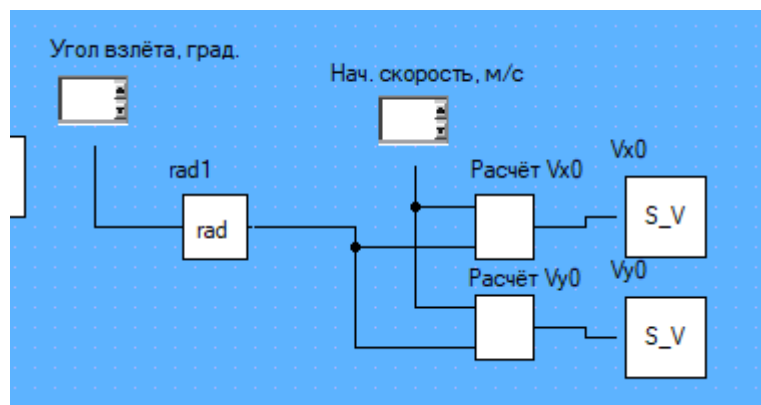 Угол взлёта, град.
Нач. скорость, м/с
rad1
rad
Расчёт Vx0
Vx0
S_V
Расчёт Vy0
Vy0
S_V